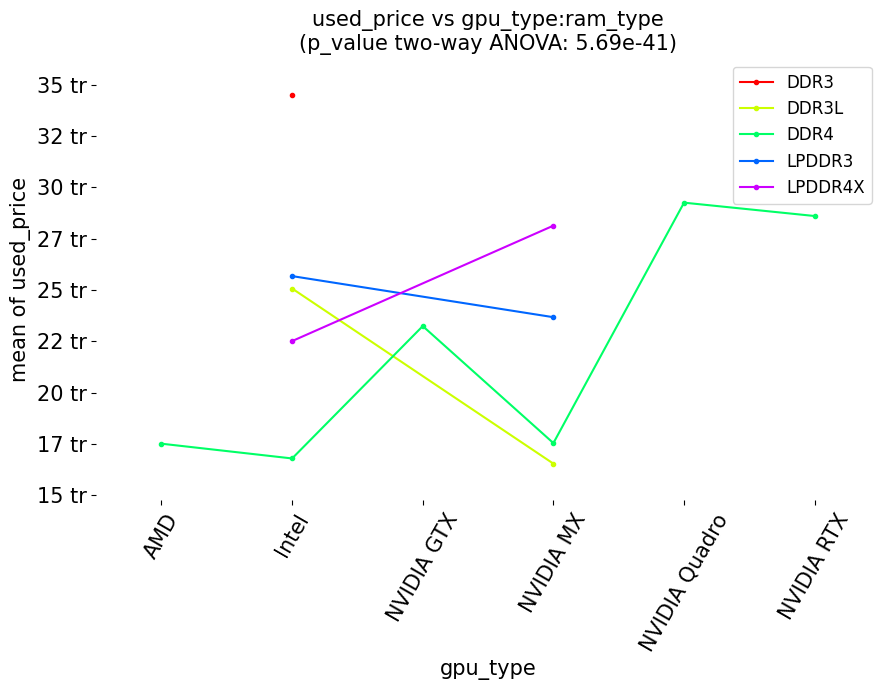 used_price vs gpu_type:ram_type
(p_value two-way ANOVA: 5.69e-41)
DDR3
DDR3L
DDR4
LPDDR3
LPDDR4X
35 tr
32 tr
30 tr
27 tr
25 tr
22 tr
20 tr
17 tr
15 tr
mean of used_price
AMD
Intel
NVIDIA GTX
NVIDIA MX
NVIDIA Quadro
NVIDIA RTX
gpu_type